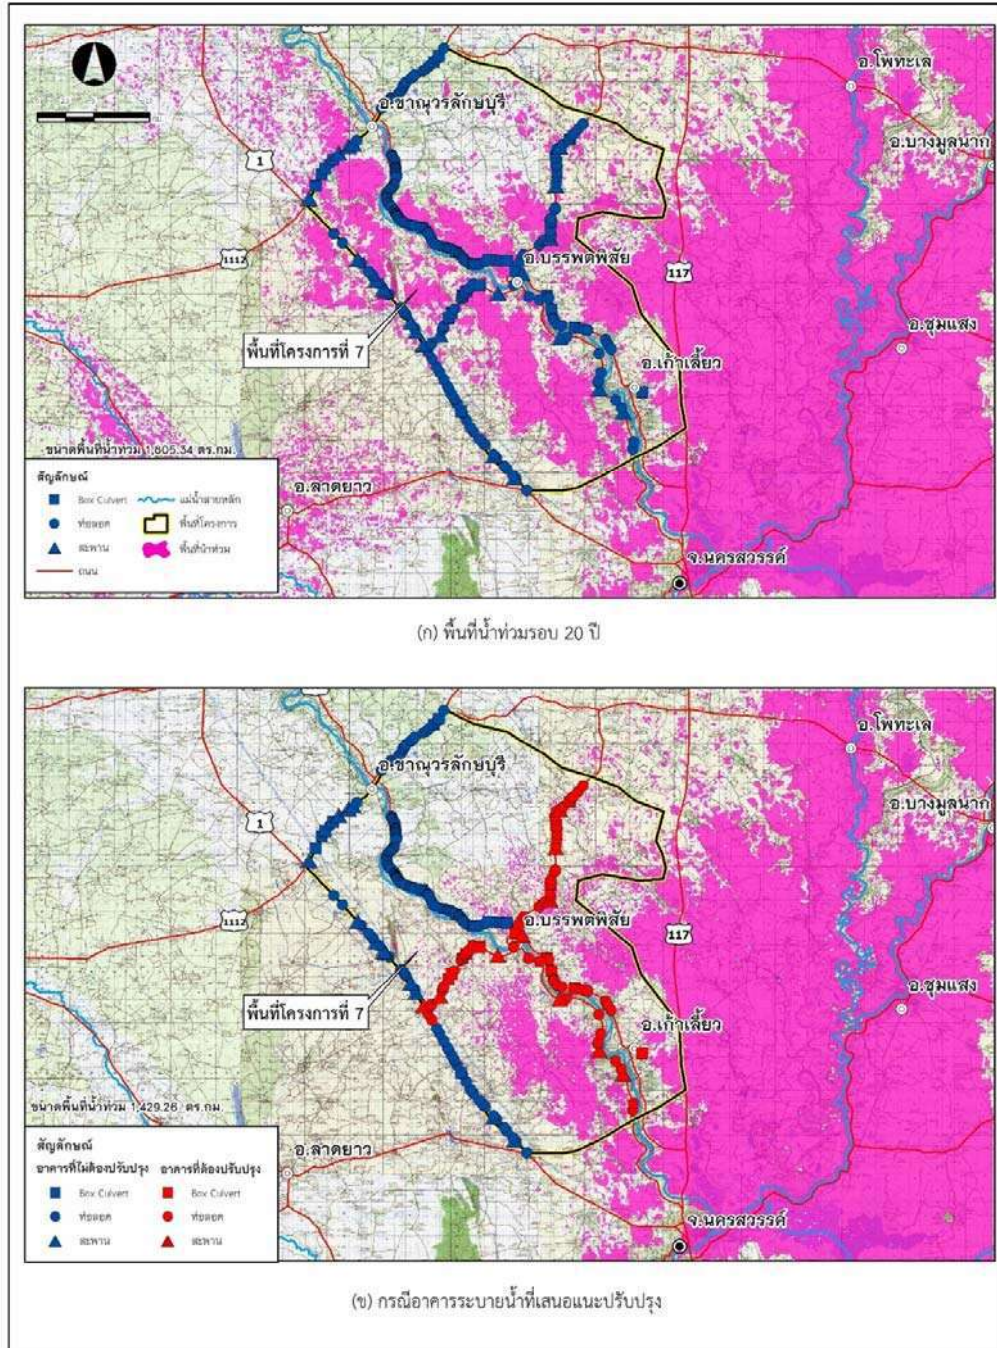 อ.โพทะเล
อ.ขาณุวรลักษบุรี
อ.บางมูลนาก
1
อ.บรรพตพิสัย
1112
117
อ.ชุมแสง
พื้นที่โครงการที่ 7
อ.เก้าเลี้ยว
ขนาดพื้นที่น้ำท่วม 1,805.34 ตร.กม.
อ.ลาดยาว
สัญลักษณ์
Box Culvert แม่น้ำสายหลัก
ท่อลอด พื้นที่โครงการ
สะพาน พื้นที่น้ำท่วม
ถนน
จ.นครสวรรค์
(ก) พื้นที่น้ำท่วมรอบ 20 ปี
อ.โพทะเล
อ.ขาณุวรลักษบุรี
อ.บางมูลนาก
1
อ.บรรพตพิสัย
1112
117
อ.ชุมแสง
พื้นที่โครงการที่ 7
อ.เก้าเลี้ยว
ขนาดพื้นที่น้ำท่วม 1,429.26 ตร.กม.
อ.ลาดยาว
สัญลักษณ์
อาคารที่ไม่ต้องปรับปรุง อาคารที่ต้องปรับปรุง
Box Culvert Box Culvert
ท่อลอด ท่อลอด
สะพาน สะพาน
จ.นครสวรรค์
(ข) กรณีอาคารระบายน้ำที่เสนอแนะปรับปรุง